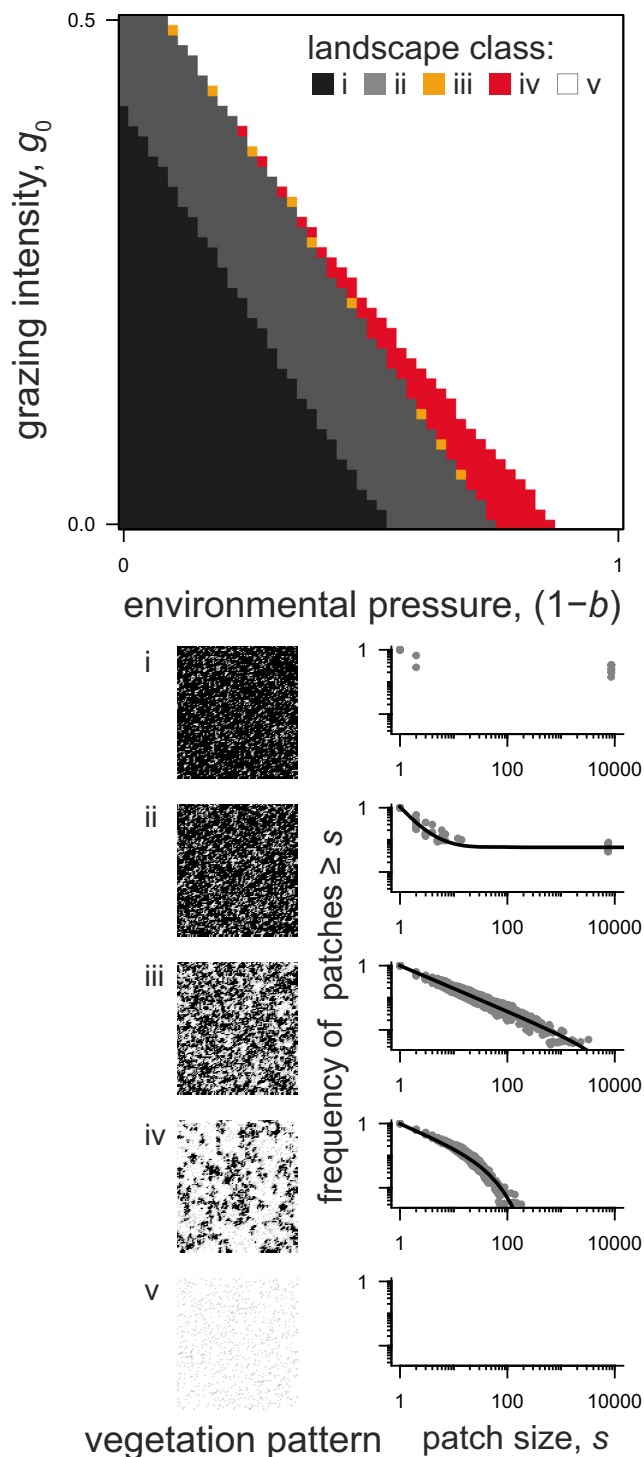 0.5
landscape class:
i ii iii iv v
grazing intensity, g0
0.0
0 1
environmental pressure, (1−b)
i
1
1 100 10000
ii
1
1 100 10000
iii
1
1 100 10000
iv
1
1 100 10000
v
1
1 100 10000
frequency of patches ≥ s
vegetation pattern
patch size, s